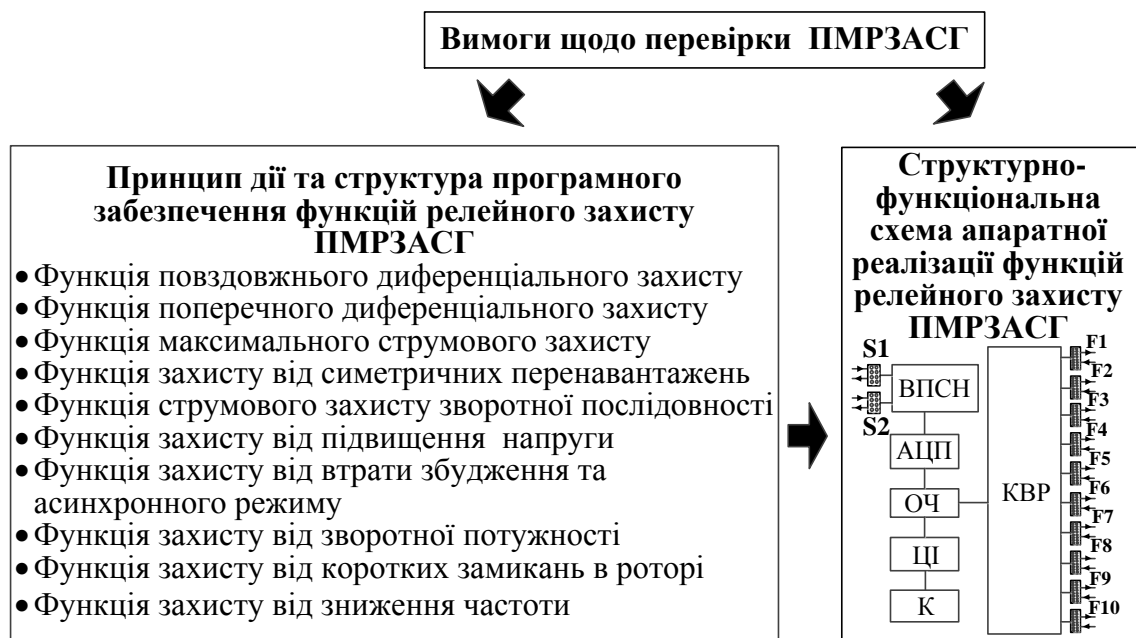 Вимоги щодо перевірки ПМРЗАСГ
Принцип дії та структура програмного
забезпечення функцій релейного захисту
ПМРЗАСГ
•Функція повздовжнього диференціального захисту
•Функція поперечного диференціального захисту
•Функція максимального струмового захисту
•Функція захисту від симетричних перенавантажень
•Функція струмового захисту зворотної послідовності
•Функція захисту від підвищення напруги
•Функція захисту від втрати збудження та
асинхронного режиму
•Функція захисту від зворотної потужності
•Функція захисту від коротких замикань в роторі
•Функція захисту від зниження частоти
Структурно-
функціональна
схема апаратної
реалізації функцій
релейного захисту
ПМРЗАСГ
S1
S2
ВПСН
АЦП
ОЧ
ЦІ
К
КВР
F1
F2
F3
F4
F5
F6
F7
F8
F9
F10